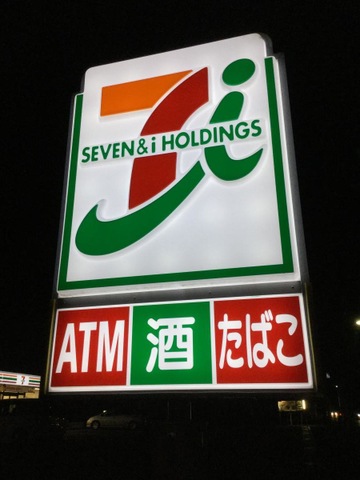 SEVEN&i HOLDINGS
ATM 酒 たばこ